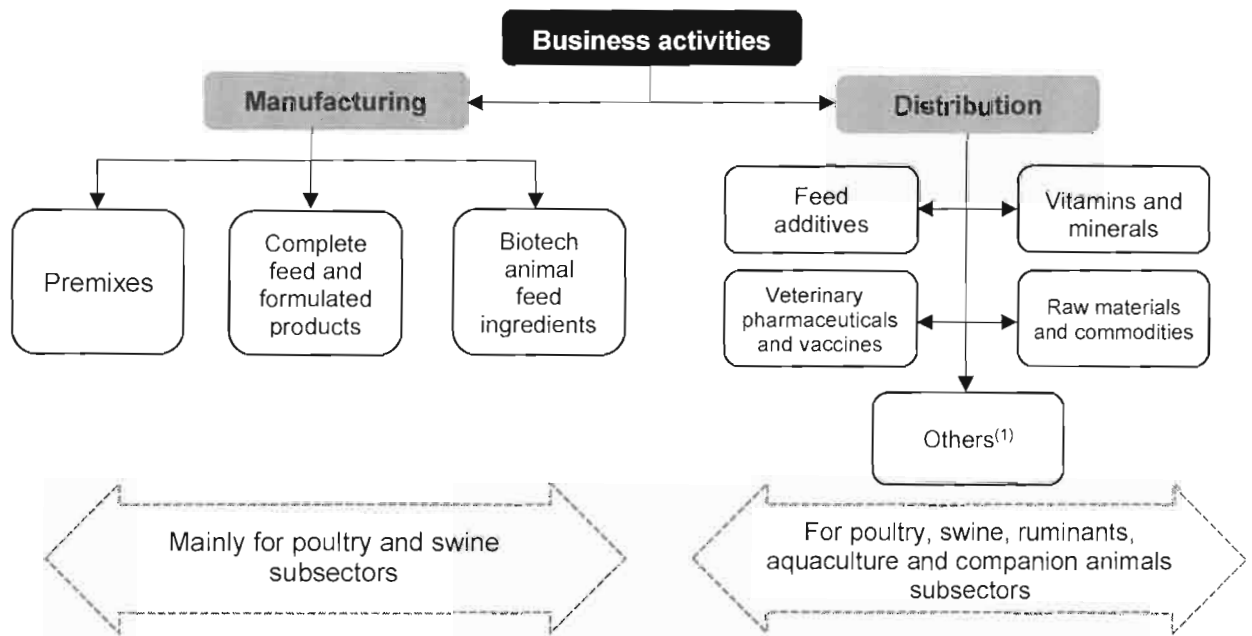 Business activities
Manufacturing
Distribution
Premixes
Complete
feed and
formulated
products
Biotech
animal
feed
ingredients
Feed
additives
Vitamins and
minerals
Veterinary
pharmaceuticals
and vaccines
Raw materials
and commodities
Others(1)
Mainly for poultry and swine
subsectors
For poultry, swine, ruminants,
aquaculture and companion animals
subsectors